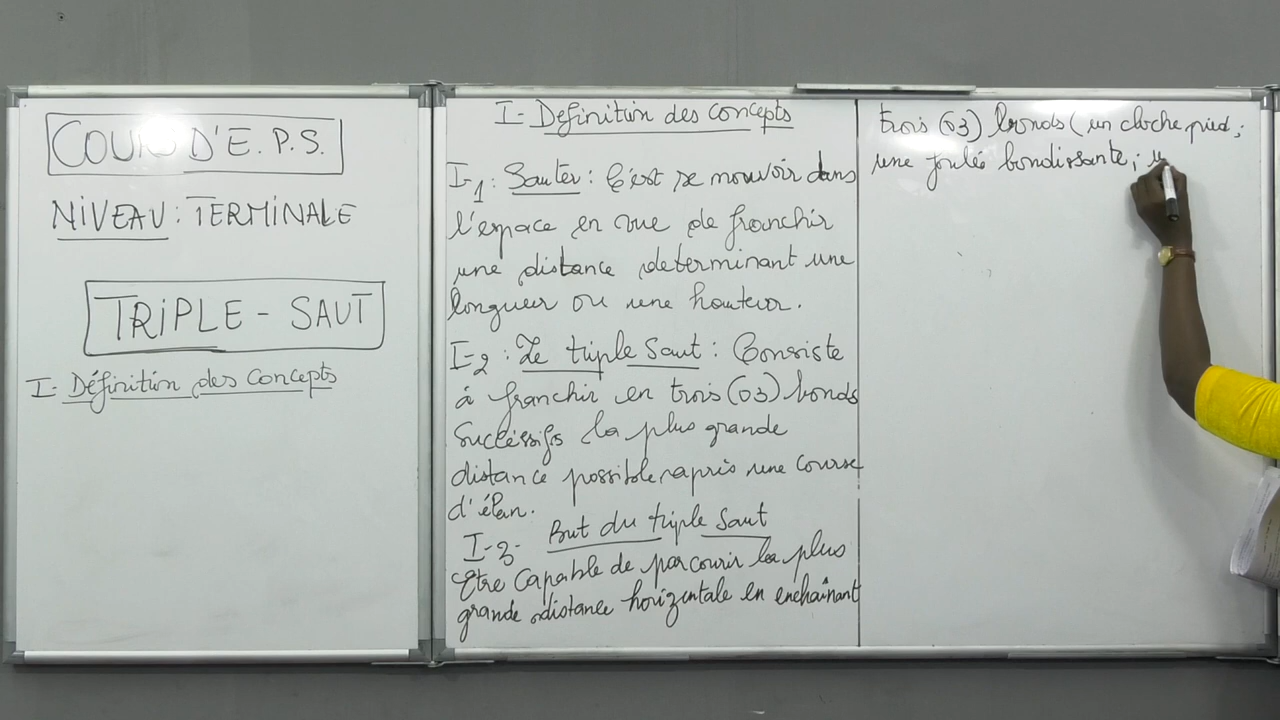 COURS D'E.P.S.
NIVEAU : TERMINALE
TRIPLE - SAUT
I- Définition des Concepts
I- Definition des concepts
I-1: Sauter : C'est se mouvoir dans
l'espace en vue de franchir
une distance determinant une
longueur ou une hauteur.
I-2 : Le triple Saut : Consiste
à franchir en trois (03) bonds
Succéssifs la plus grande
distance possible après une course
d'élan.
I-3- But du triple Saut
Etre Capable de parcourir la plus
grande distance horizontale en enchaînant
trois (03) bonds ( un cloche pied ;
une foulée bondissante ; u